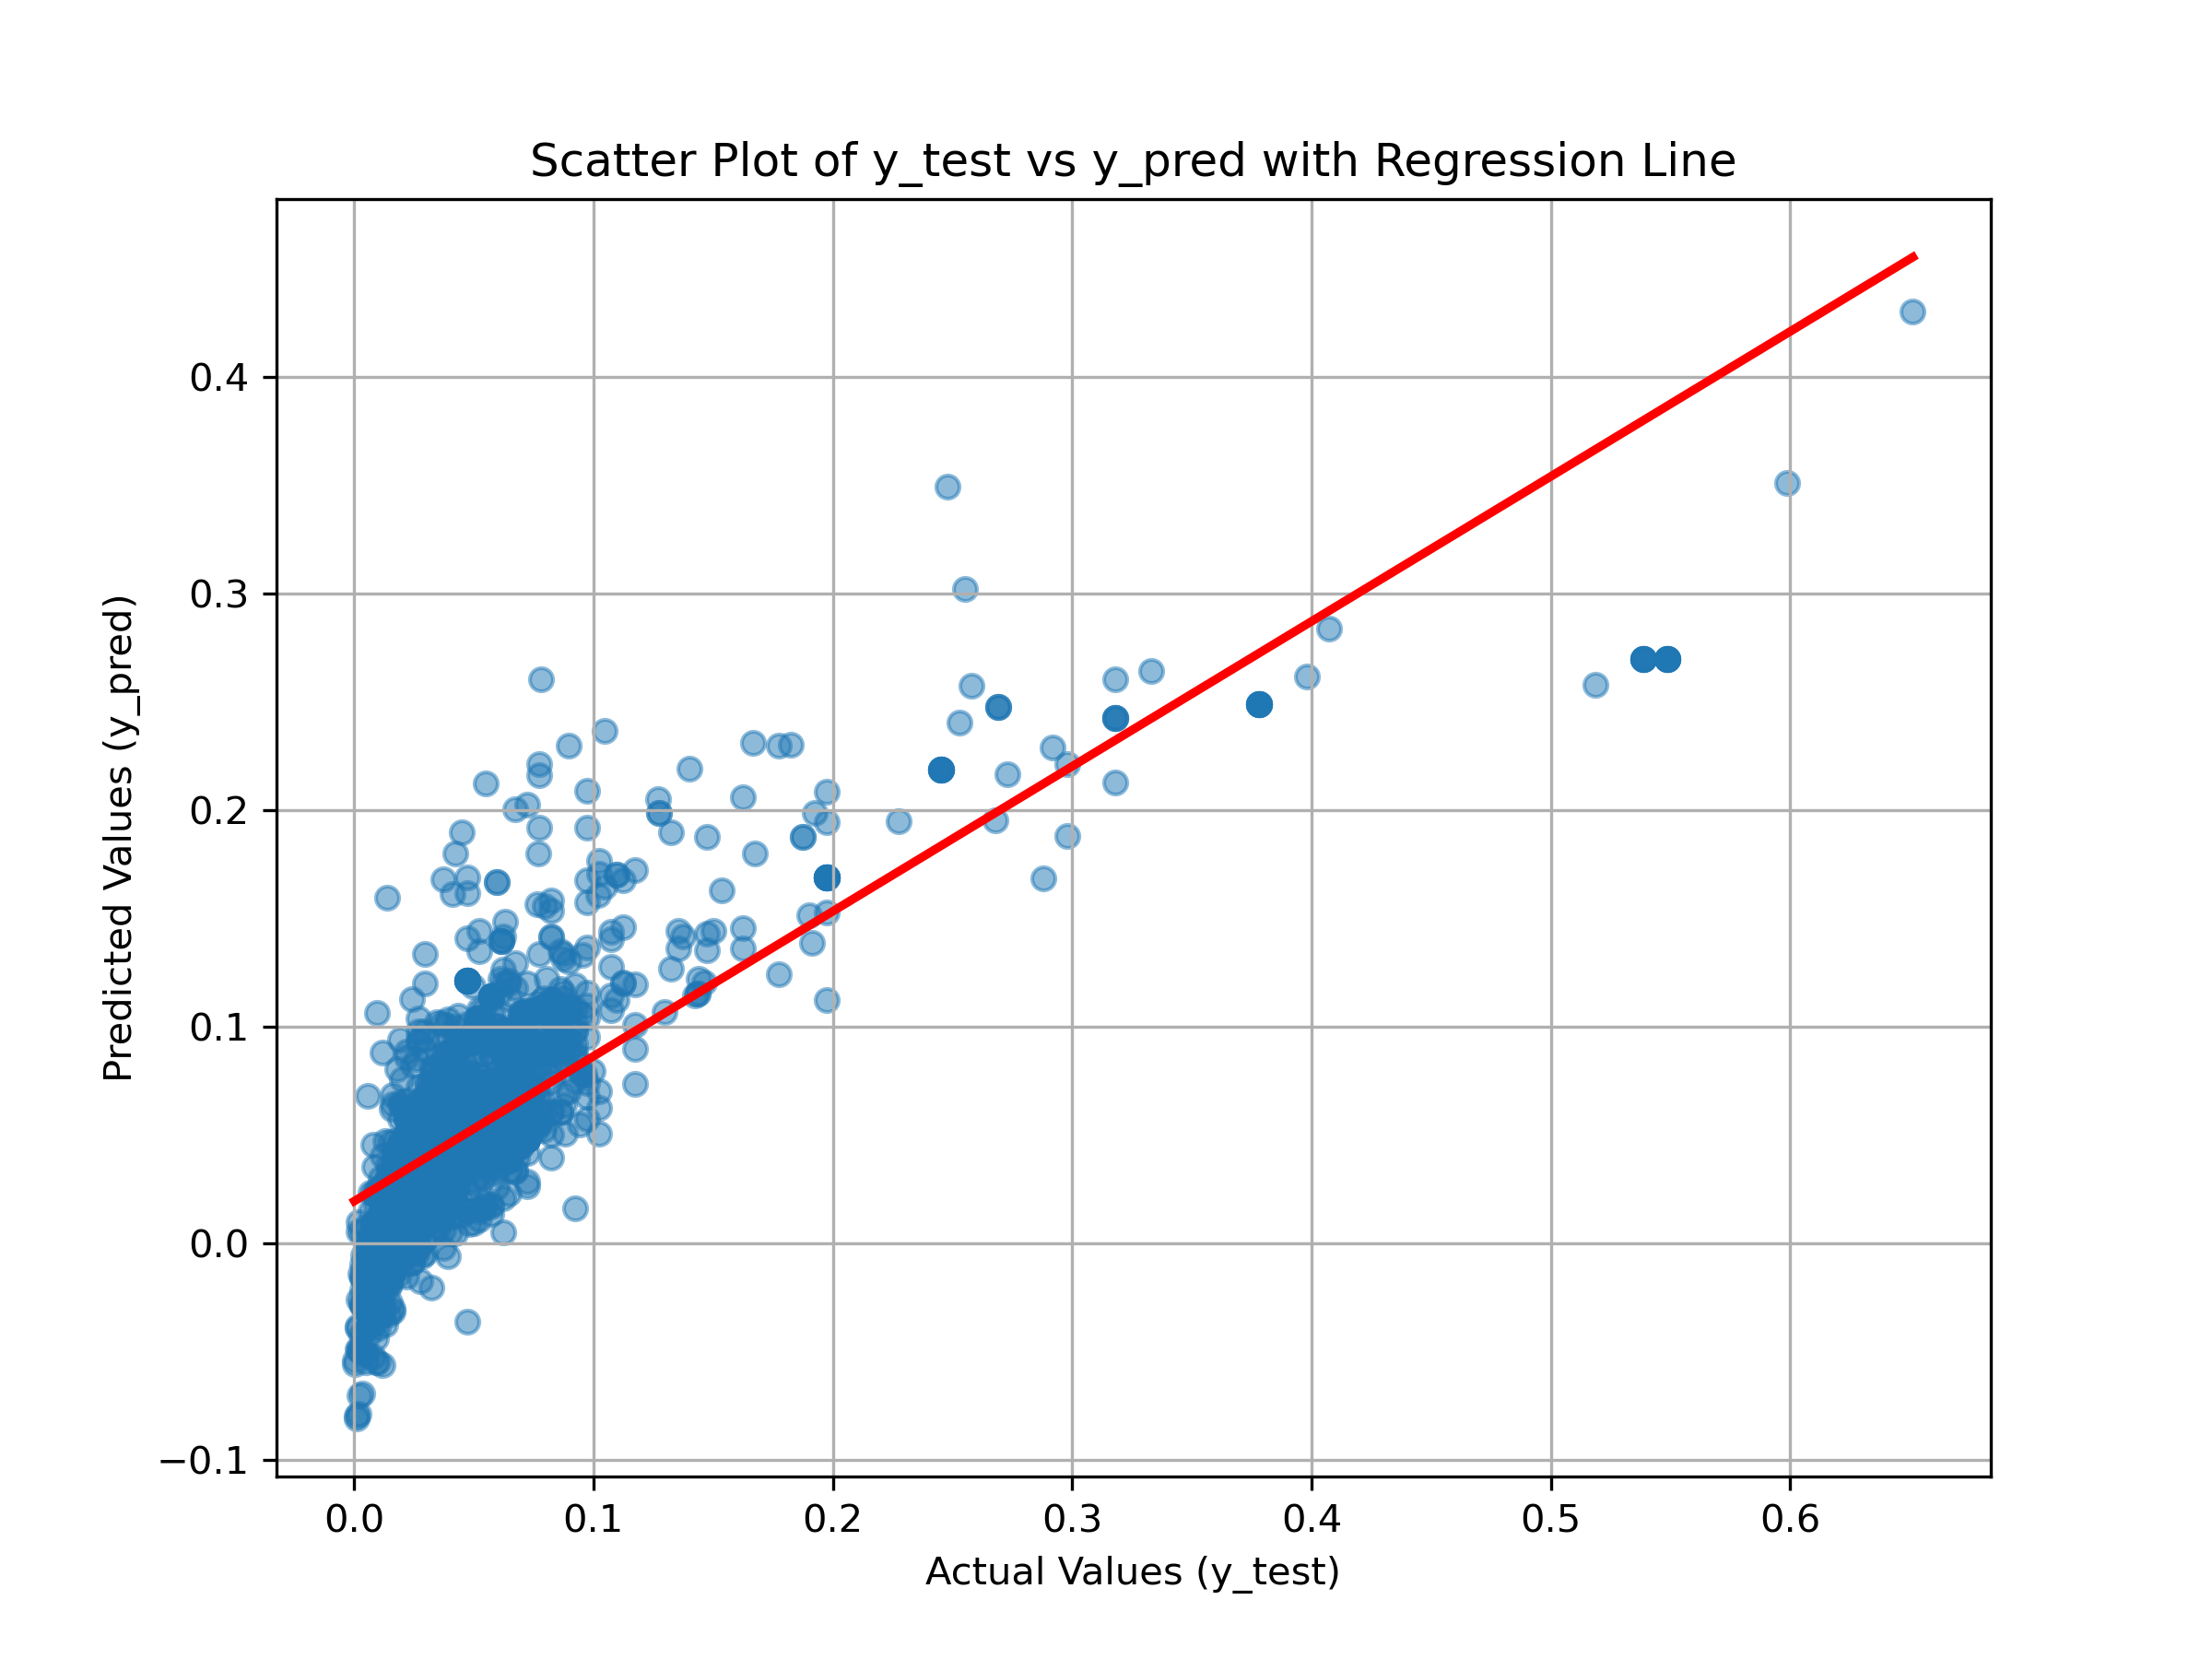 Scatter Plot of y_test vs y_pred with Regression Line
Predicted Values (y_pred)
0.4
0.3
0.2
0.1
0.0
−0.1
0.0 0.1 0.2 0.3 0.4 0.5 0.6
Actual Values (y_test)